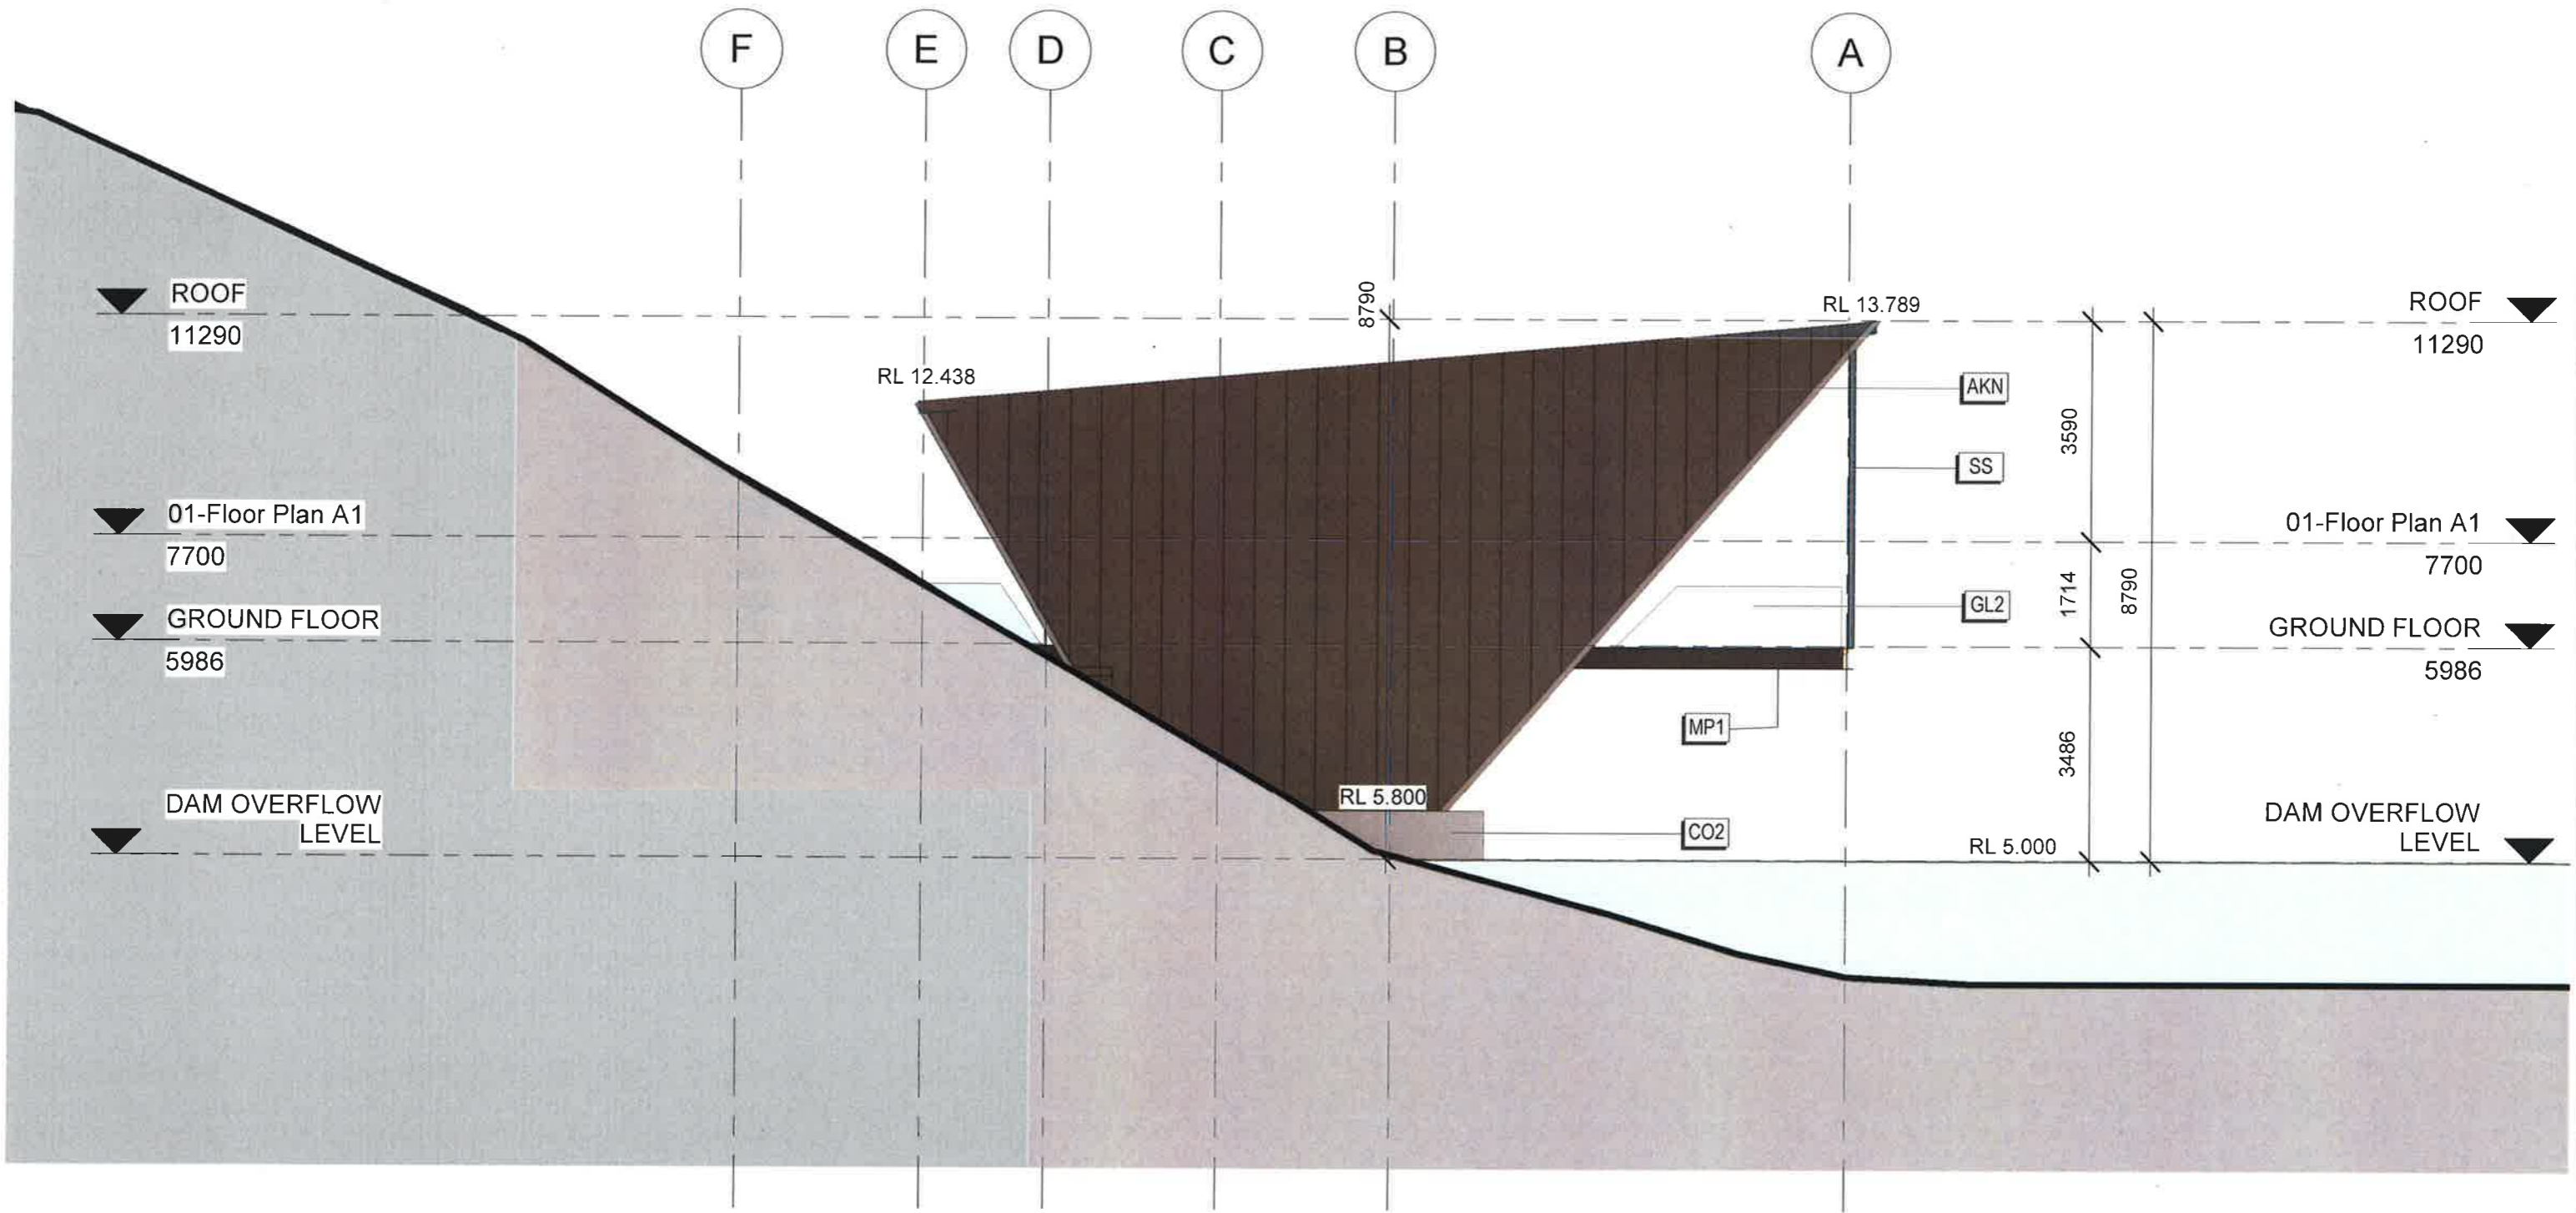 F
E
D
C
B
A
ROOF
11290
8790
RL 13.789
ROOF
11290
RL 12.438
AKN
3590
SS
01-Floor Plan A1
7700
01-Floor Plan A1
7700
GL2
1714
8790
GROUND FLOOR
5986
GROUND FLOOR
5986
MP1
3486
DAM OVERFLOW
LEVEL
RL 5.800
CO2
RL 5.000
DAM OVERFLOW
LEVEL